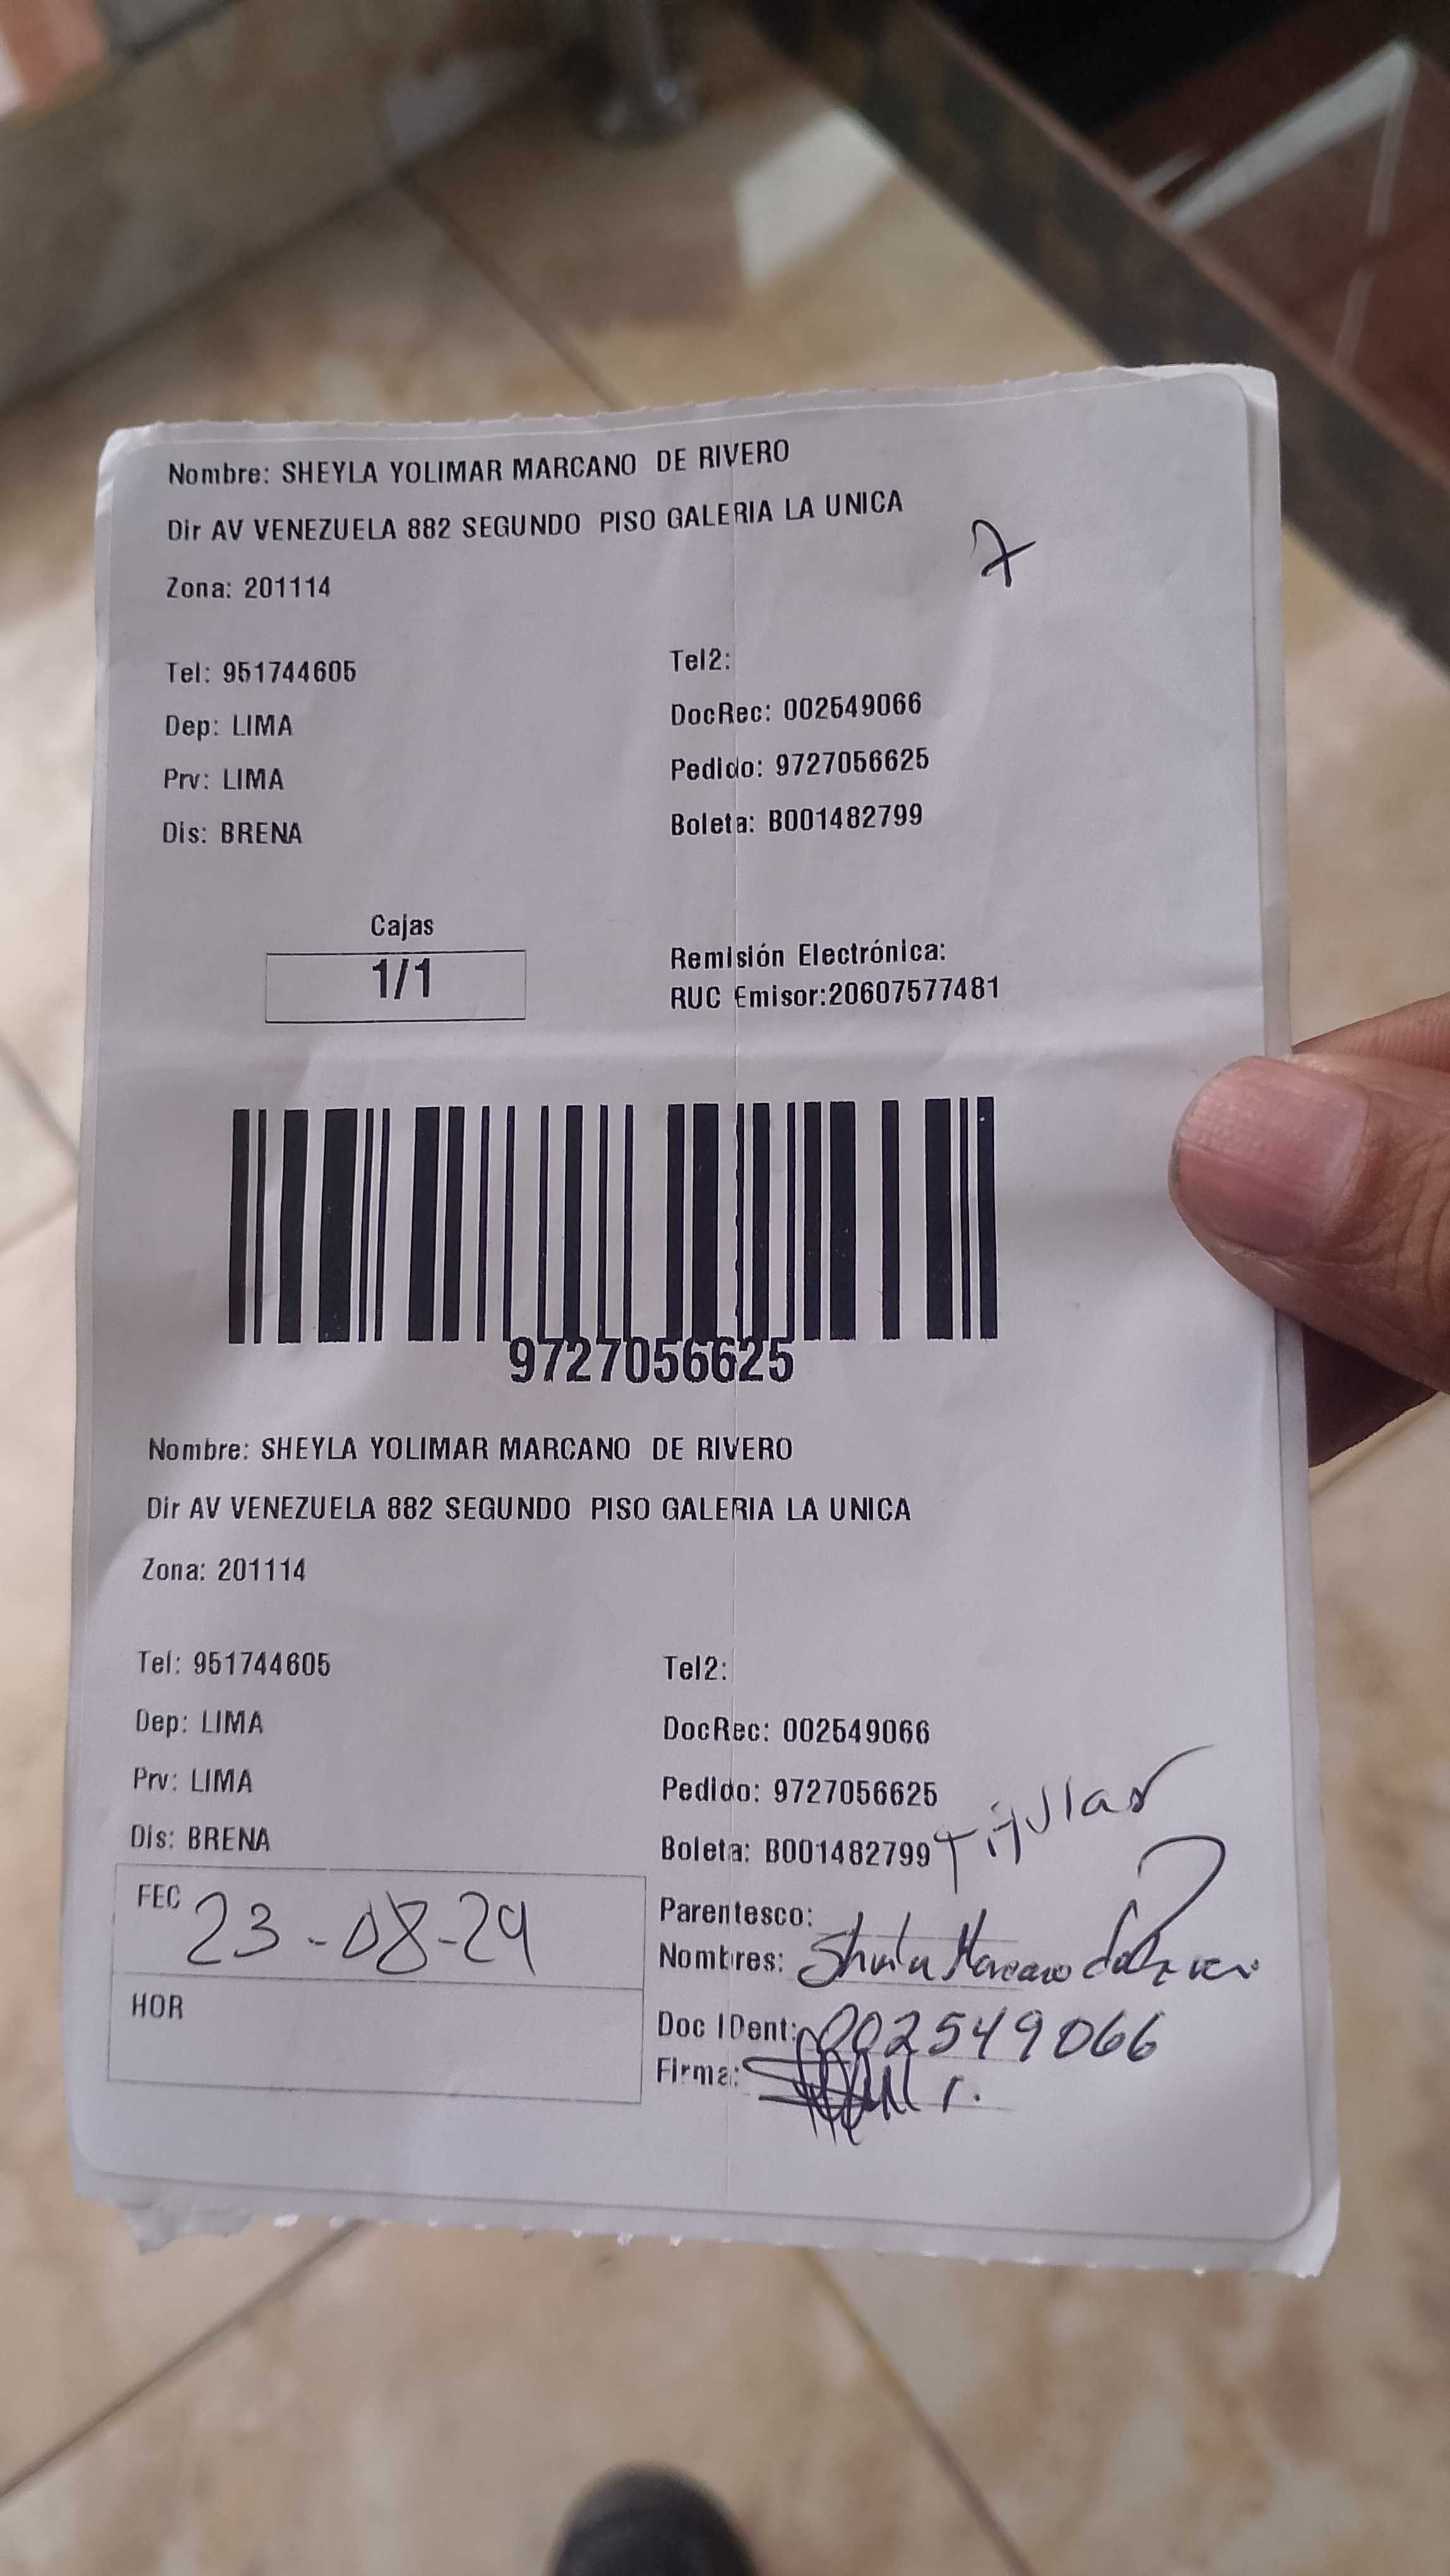 Nombre: SHEYLA YOLIMAR MARCANO DE RIVERO
Dir AV VENEZUELA 882 SEGUNDO PISO GALERIA LA UNICA
7
Zona: 201114
Tel: 951744605
Tel2:
Dep: LIMA
DocRec: 002549066
Prv: LIMA
Pedido: 9727056625
Dis: BRENA
Boleta: B001482799
Cajas
1/1
Remisión Electrónica:
RUC Emisor:20607577481
9727056625
Nombre: SHEYLA YOLIMAR MARCANO DE RIVERO
Dir AV VENEZUELA 882 SEGUNDO PISO GALERIA LA UNICA
Zona: 201114
Tel: 951744605
Tel2:
Dep: LIMA
DocRec: 002549066
Prv: LIMA
Pedido: 9727056625
Dis: BRENA
Boleta: B001482799
Titular
FEC 23-08-24
HOR
Parentesco:
Nombres: Sheyla Marcano de Rivero
Doc IDent: 002549066
Firma: